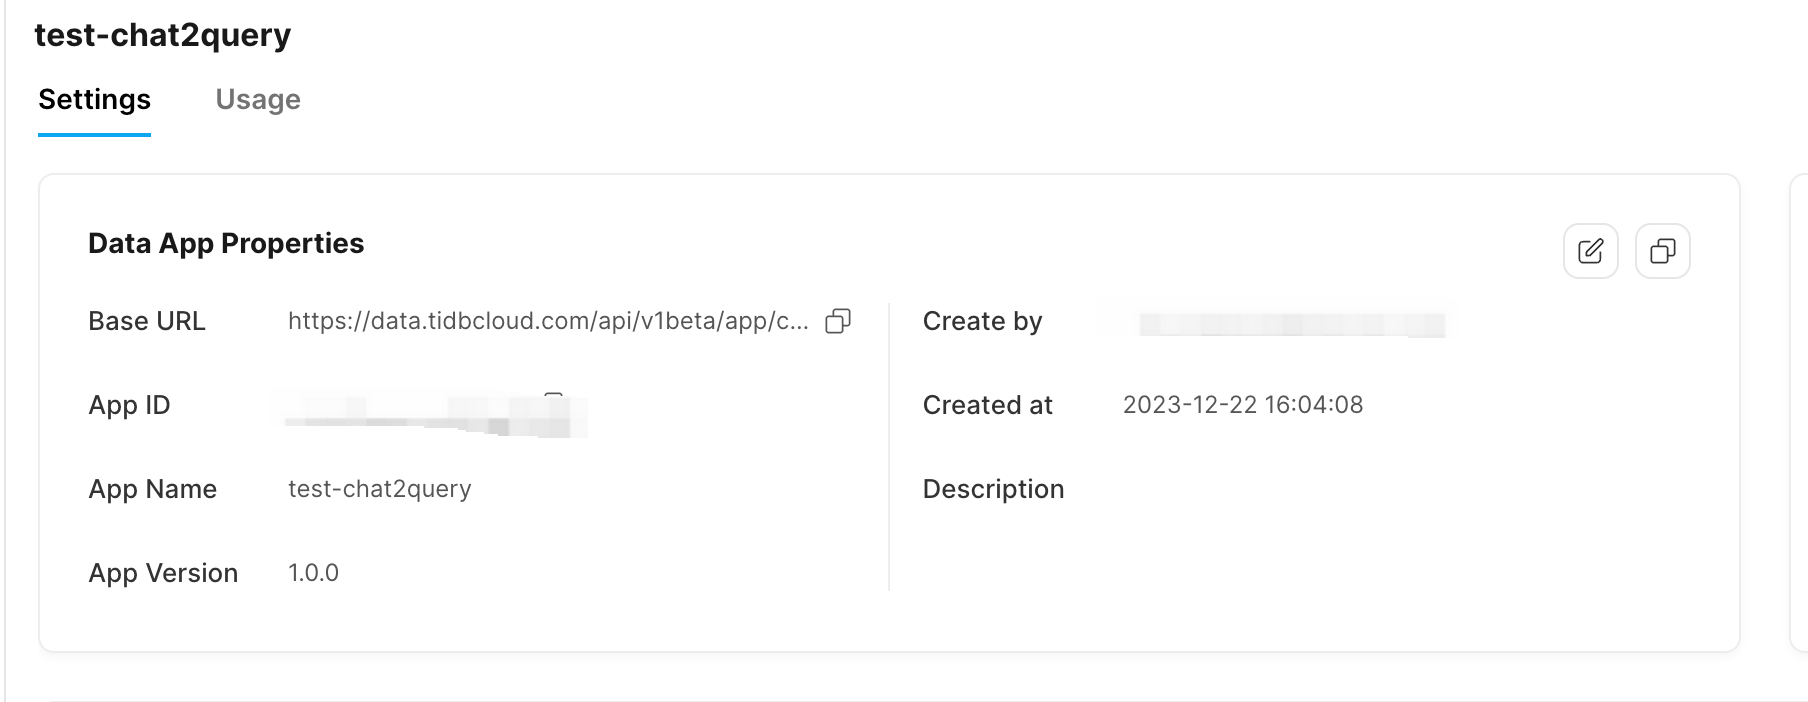 test-chat2query
Settings
Usage
Data App Properties
Base URL
https://data.tidbcloud.com/api/v1beta/app/c...
App ID
App Name
test-chat2query
App Version
1.0.0
Create by
Created at
2023-12-22 16:04:08
Description